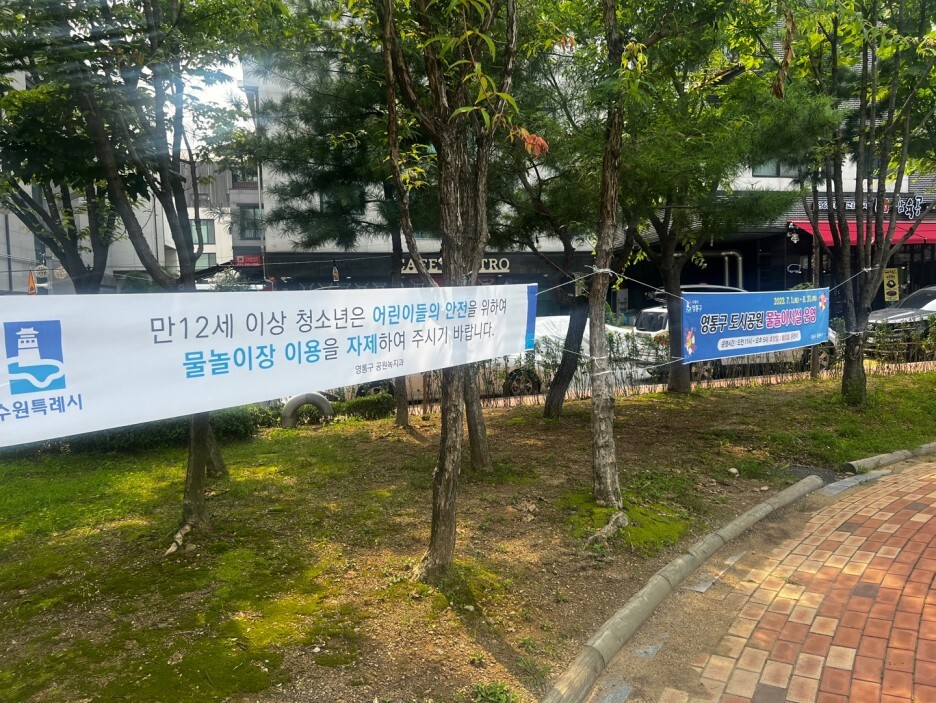 만12세 이상 청소년은 어린이들의 안전을 위하여
물놀이장 이용을 자제하여 주시기 바랍니다.
영통구 공원녹지과
수원특례시
영통구
영통구 도시공원 물놀이시설 운영